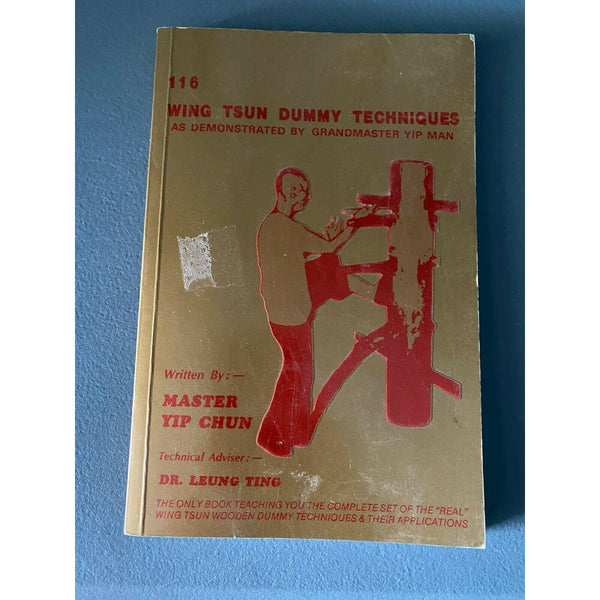 116
WING TSUN DUMMY TECHNIQUES
AS DEMONSTRATED BY GRANDMASTER YIP MAN
Written By:—
MASTER
YIP CHUN
Technical Adviser:—
DR. LEUNG TING
THE ONLY BOOK TEACHING YOU THE COMPLETE SET OF THE "REAL"
WING TSUN WOODEN DUMMY TECHNIQUES & THEIR APPLICATIONS